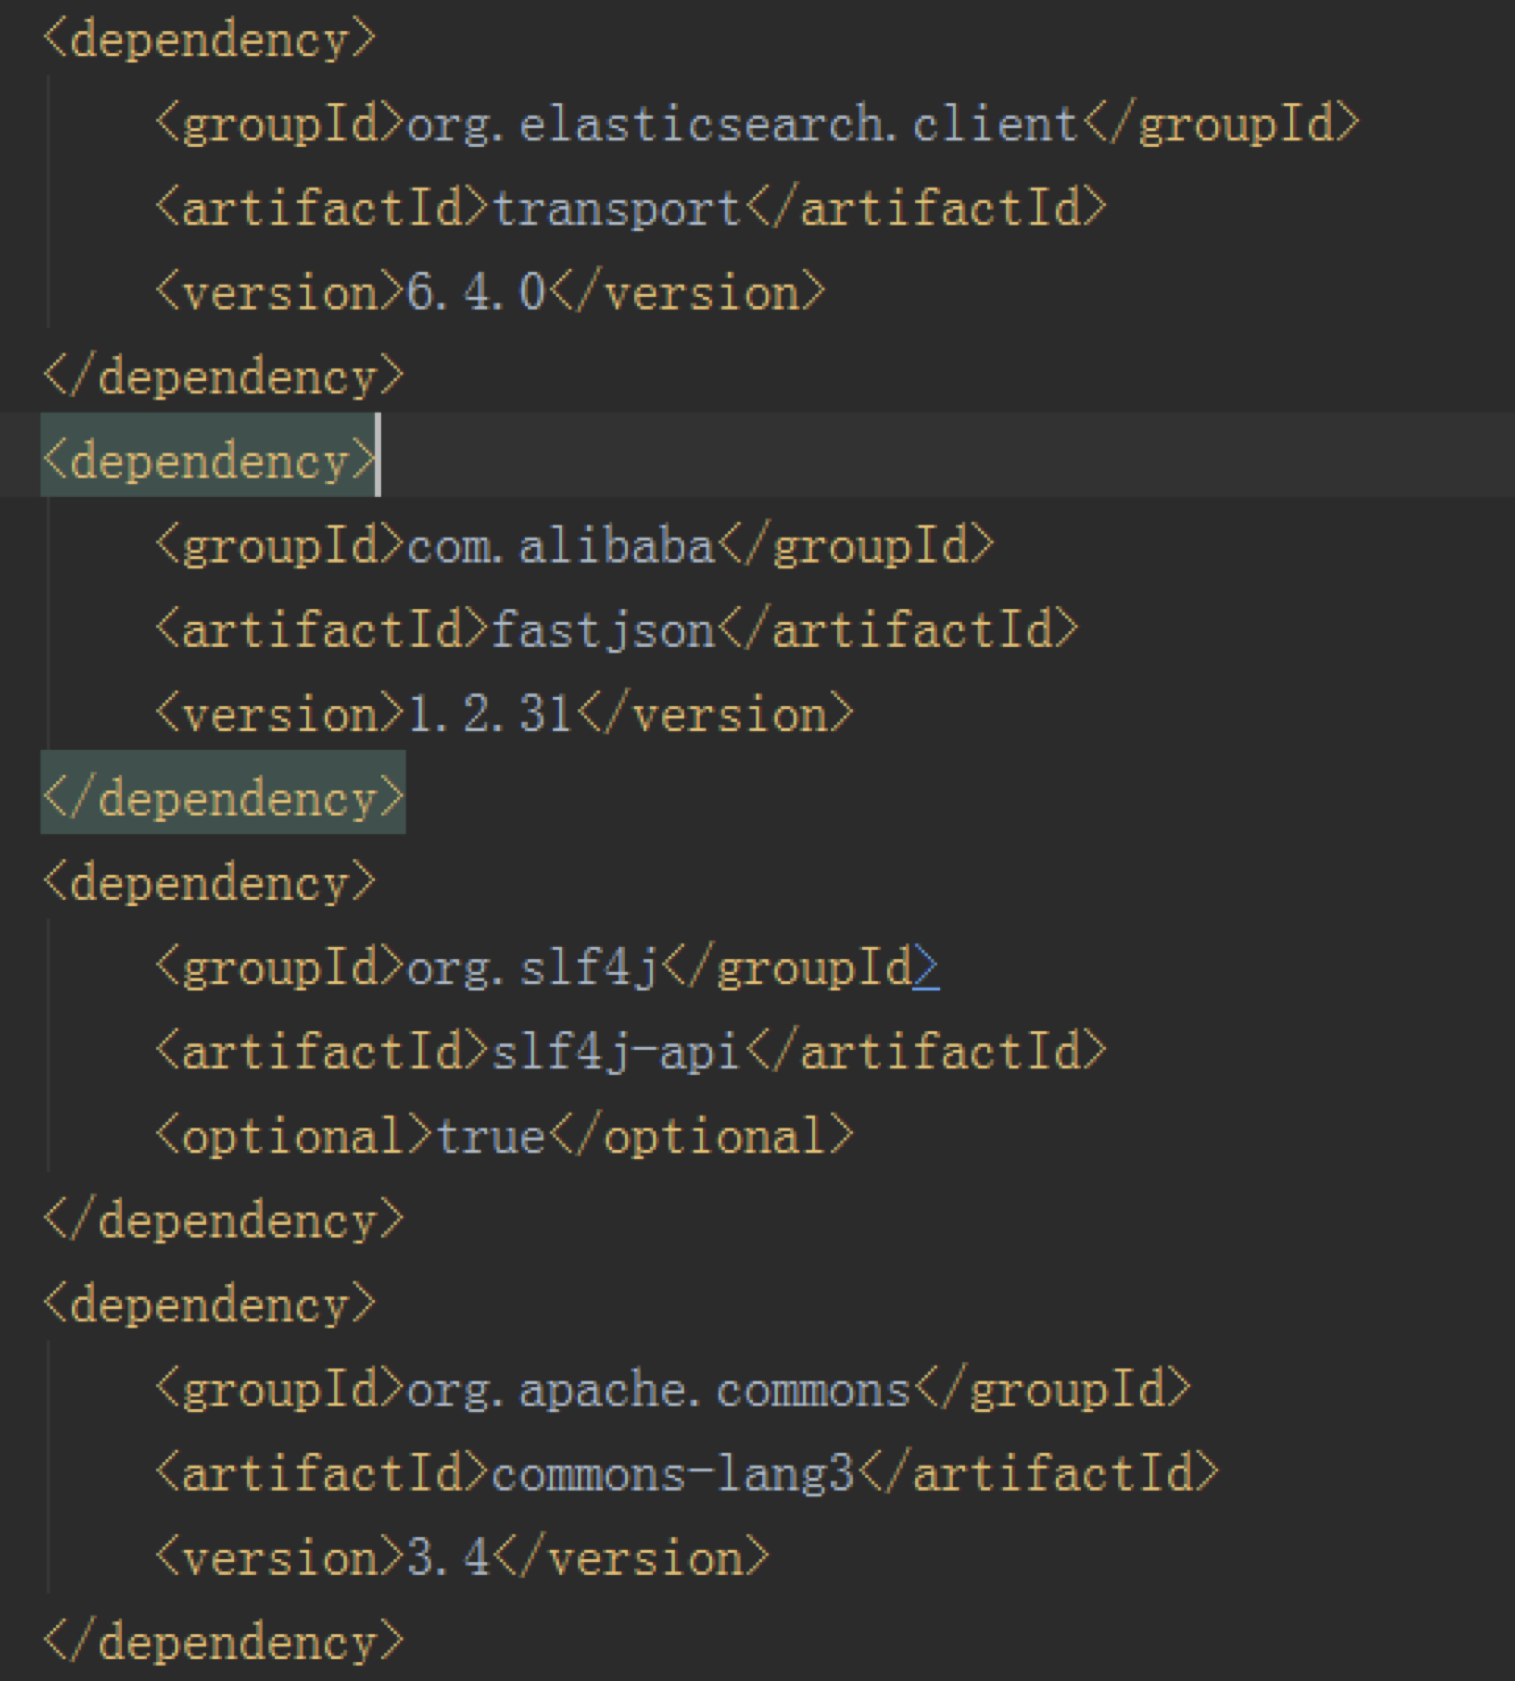 <dependency>
    <groupId>org.elasticsearch.client</groupId>
    <artifactId>transport</artifactId>
    <version>6.4.0</version>
</dependency>
<dependency>
    <groupId>com.alibaba</groupId>
    <artifactId>fastjson</artifactId>
    <version>1.2.31</version>
</dependency>
<dependency>
    <groupId>org.slf4j</groupId>
    <artifactId>slf4j-api</artifactId>
    <optional>true</optional>
</dependency>
<dependency>
    <groupId>org.apache.commons</groupId>
    <artifactId>commons-lang3</artifactId>
    <version>3.4</version>
</dependency>